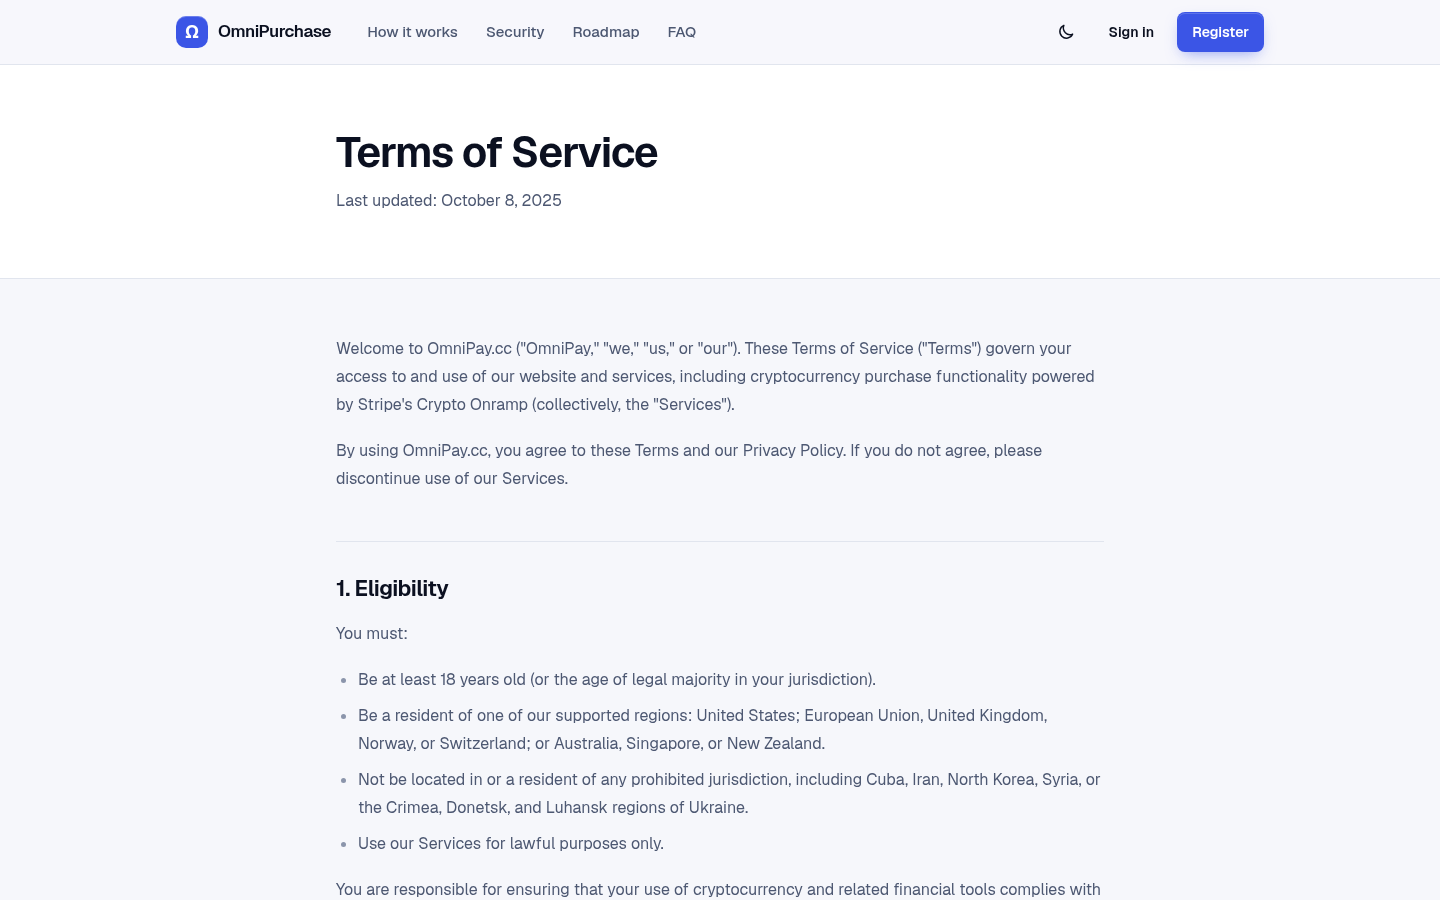 Ω OmniPurchase How it works Security Roadmap FAQ Sign in Register
Terms of Service
Last updated: October 8, 2025
Welcome to OmniPay.cc ("OmniPay," "we," "us," or "our"). These Terms of Service ("Terms") govern your
access to and use of our website and services, including cryptocurrency purchase functionality powered
by Stripe's Crypto Onramp (collectively, the "Services").
By using OmniPay.cc, you agree to these Terms and our Privacy Policy. If you do not agree, please
discontinue use of our Services.
1. Eligibility
You must:
Be at least 18 years old (or the age of legal majority in your jurisdiction).
Be a resident of one of our supported regions: United States; European Union, United Kingdom,
Norway, or Switzerland; or Australia, Singapore, or New Zealand.
Not be located in or a resident of any prohibited jurisdiction, including Cuba, Iran, North Korea, Syria, or
the Crimea, Donetsk, and Luhansk regions of Ukraine.
Use our Services for lawful purposes only.
You are responsible for ensuring that your use of cryptocurrency and related financial tools complies with